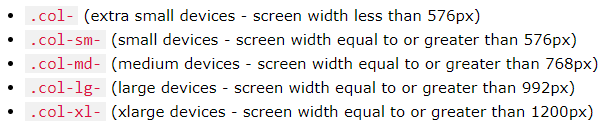 .col- (extra small devices - screen width less than 576px)
.col-sm- (small devices - screen width equal to or greater than 576px)
.col-md- (medium devices - screen width equal to or greater than 768px)
.col-lg- (large devices - screen width equal to or greater than 992px)
.col-xl- (xlarge devices - screen width equal to or greater than 1200px)